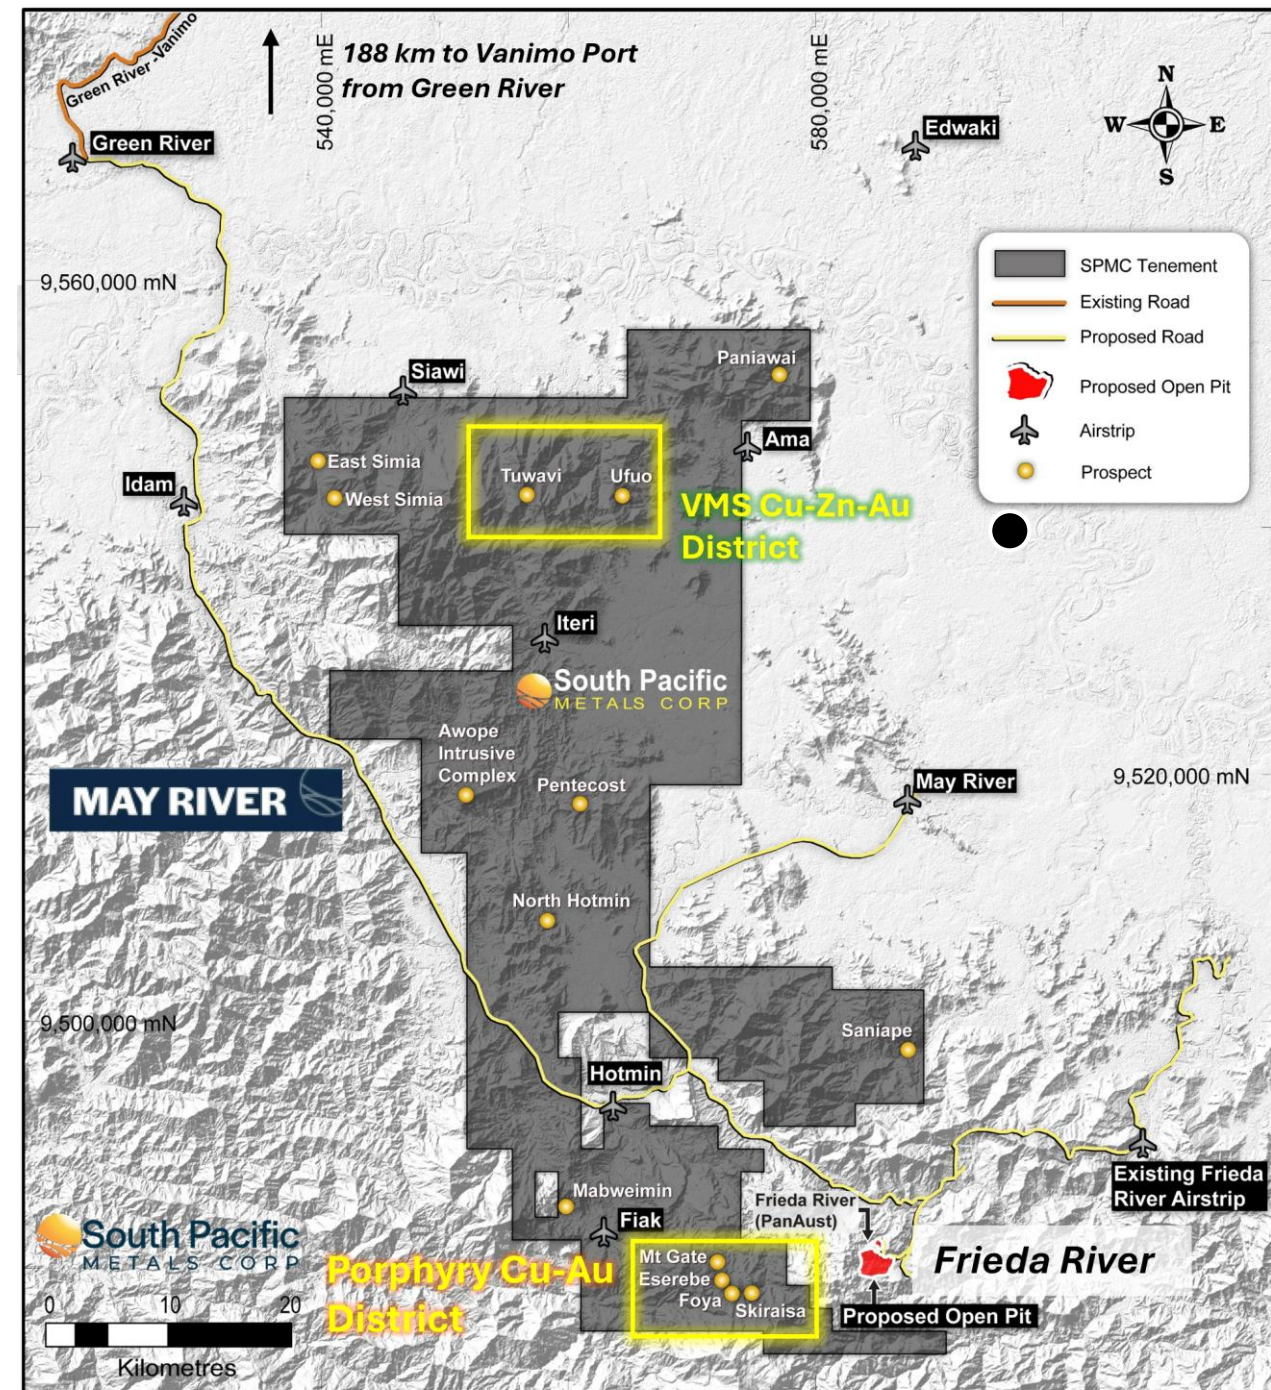 188 km to Vanimo Port
from Green River
Green River -Vanimo
540,000 mE
580,000 mE
N
W
E
S
Green River
Edwaki
9,560,000 mN
SPMC Tenement
Existing Road
Proposed Road
Proposed Open Pit
Airstrip
Prospect
Paniawai
Siawi
Ama
East Simia
West Simia
Tuwavi
Ufuo
Idam
VMS Cu-Zn-Au
District
Iteri
South Pacific
METALS CORP
Awope
Intrusive
Complex
Pentecost
MAY RIVER
May River
9,520,000 mN
North Hotmin
9,500,000 mN
Saniape
Hotmin
Existing Frieda
River Airstrip
Mabweimin
Frieda River
(PanAust)
Fiak
South Pacific
METALS CORP
Mt Gate
Eserebe
Foya
Skiraisa
Frieda River
Porphyry Cu-Au
District
Proposed Open Pit
0 10 20
Kilometres